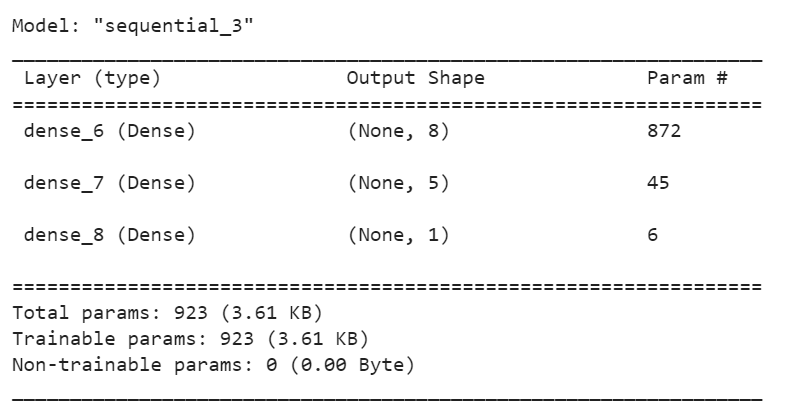 Model: "sequential_3"
Layer (type) Output Shape Param #
dense_6 (Dense) (None, 8) 872
dense_7 (Dense) (None, 5) 45
dense_8 (Dense) (None, 1) 6
Total params: 923 (3.61 KB)
Trainable params: 923 (3.61 KB)
Non-trainable params: 0 (0.00 Byte)